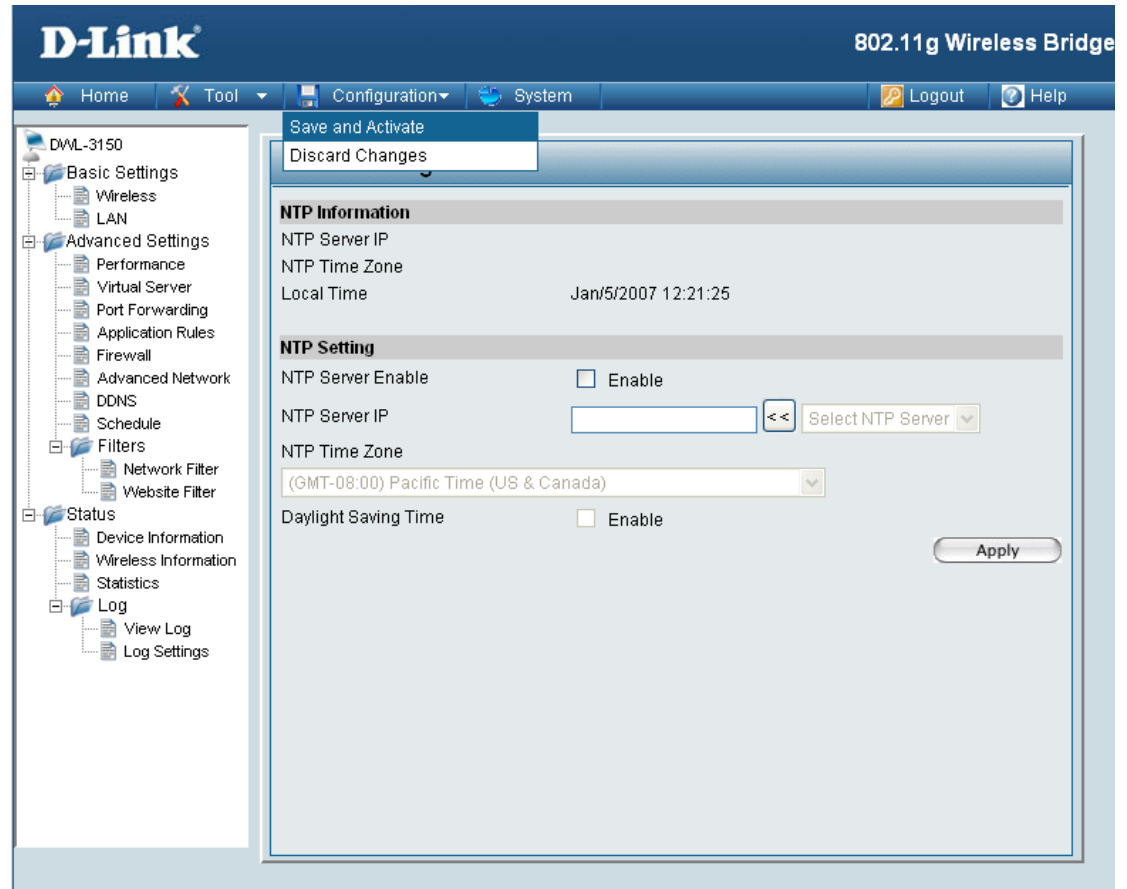 D-Link
802.11g Wireless Bridge
Home Tool Configuration System Logout Help
Save and Activate
Discard Changes
DWL-3150
Basic Settings
Wireless
LAN
Advanced Settings
Performance
Virtual Server
Port Forwarding
Application Rules
Firewall
Advanced Network
DDNS
Schedule
Filters
Network Filter
Website Filter
Status
Device Information
Wireless Information
Statistics
Log
View Log
Log Settings
NTP Information
NTP Server IP
NTP Time Zone
Local Time Jan/5/2007 12:21:25
NTP Setting
NTP Server Enable Enable
NTP Server IP << Select NTP Server
NTP Time Zone
(GMT-08:00) Pacific Time (US & Canada)
Daylight Saving Time Enable
Apply